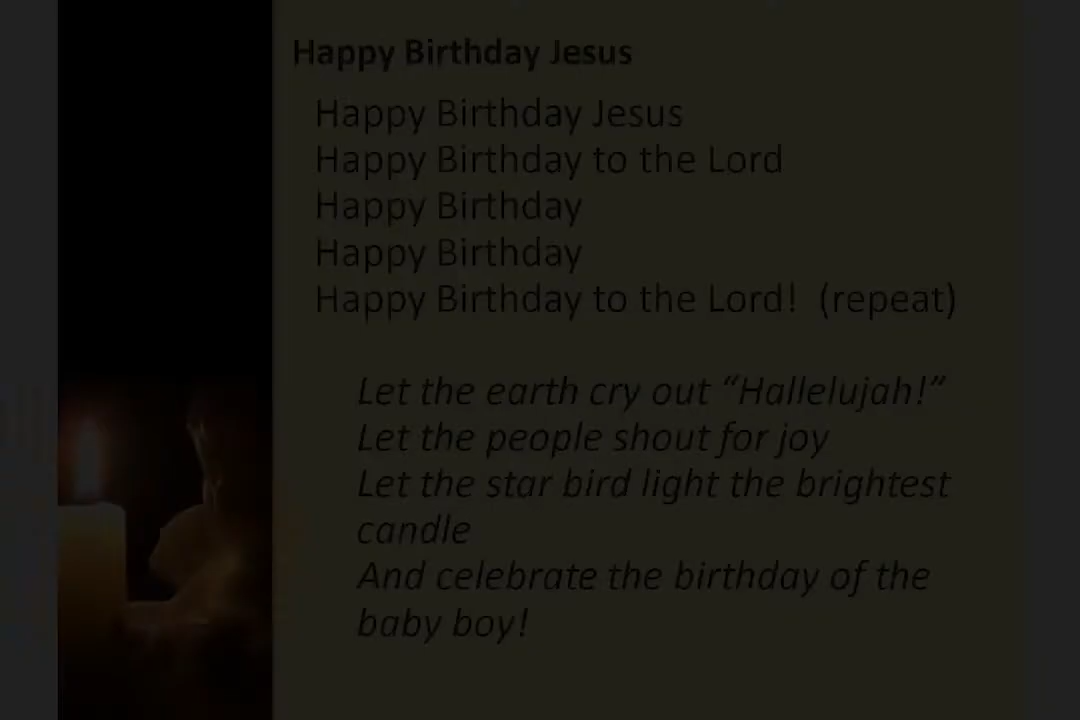 Happy Birthday Jesus
Happy Birthday Jesus
Happy Birthday to the Lord
Happy Birthday
Happy Birthday
Happy Birthday to the Lord!  (repeat)
Let the earth cry out “Hallelujah!”
Let the people shout for joy
Let the star bird light the brightest
candle
And celebrate the birthday of the
baby boy!